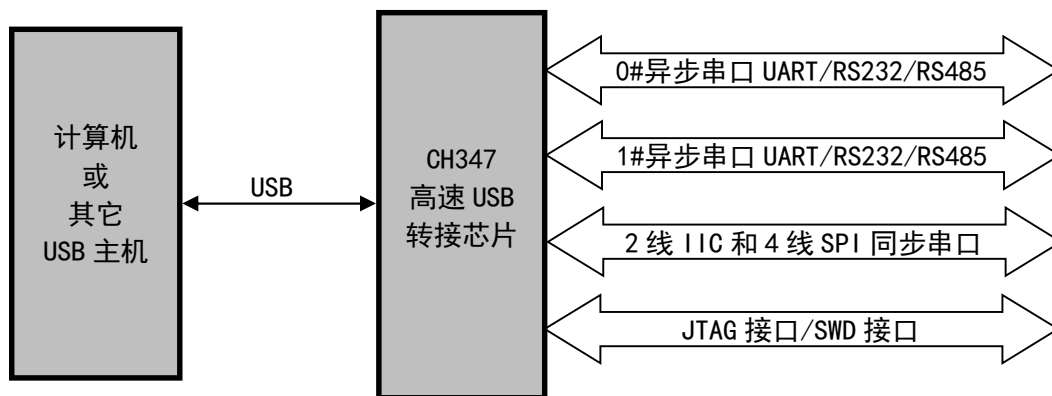 计算机
或
其它
USB 主机
USB
CH347
高速 USB
转接芯片
0#异步串口 UART/RS232/RS485
1#异步串口 UART/RS232/RS485
2 线 IIC 和 4 线 SPI 同步串口
JTAG 接口/SWD 接口